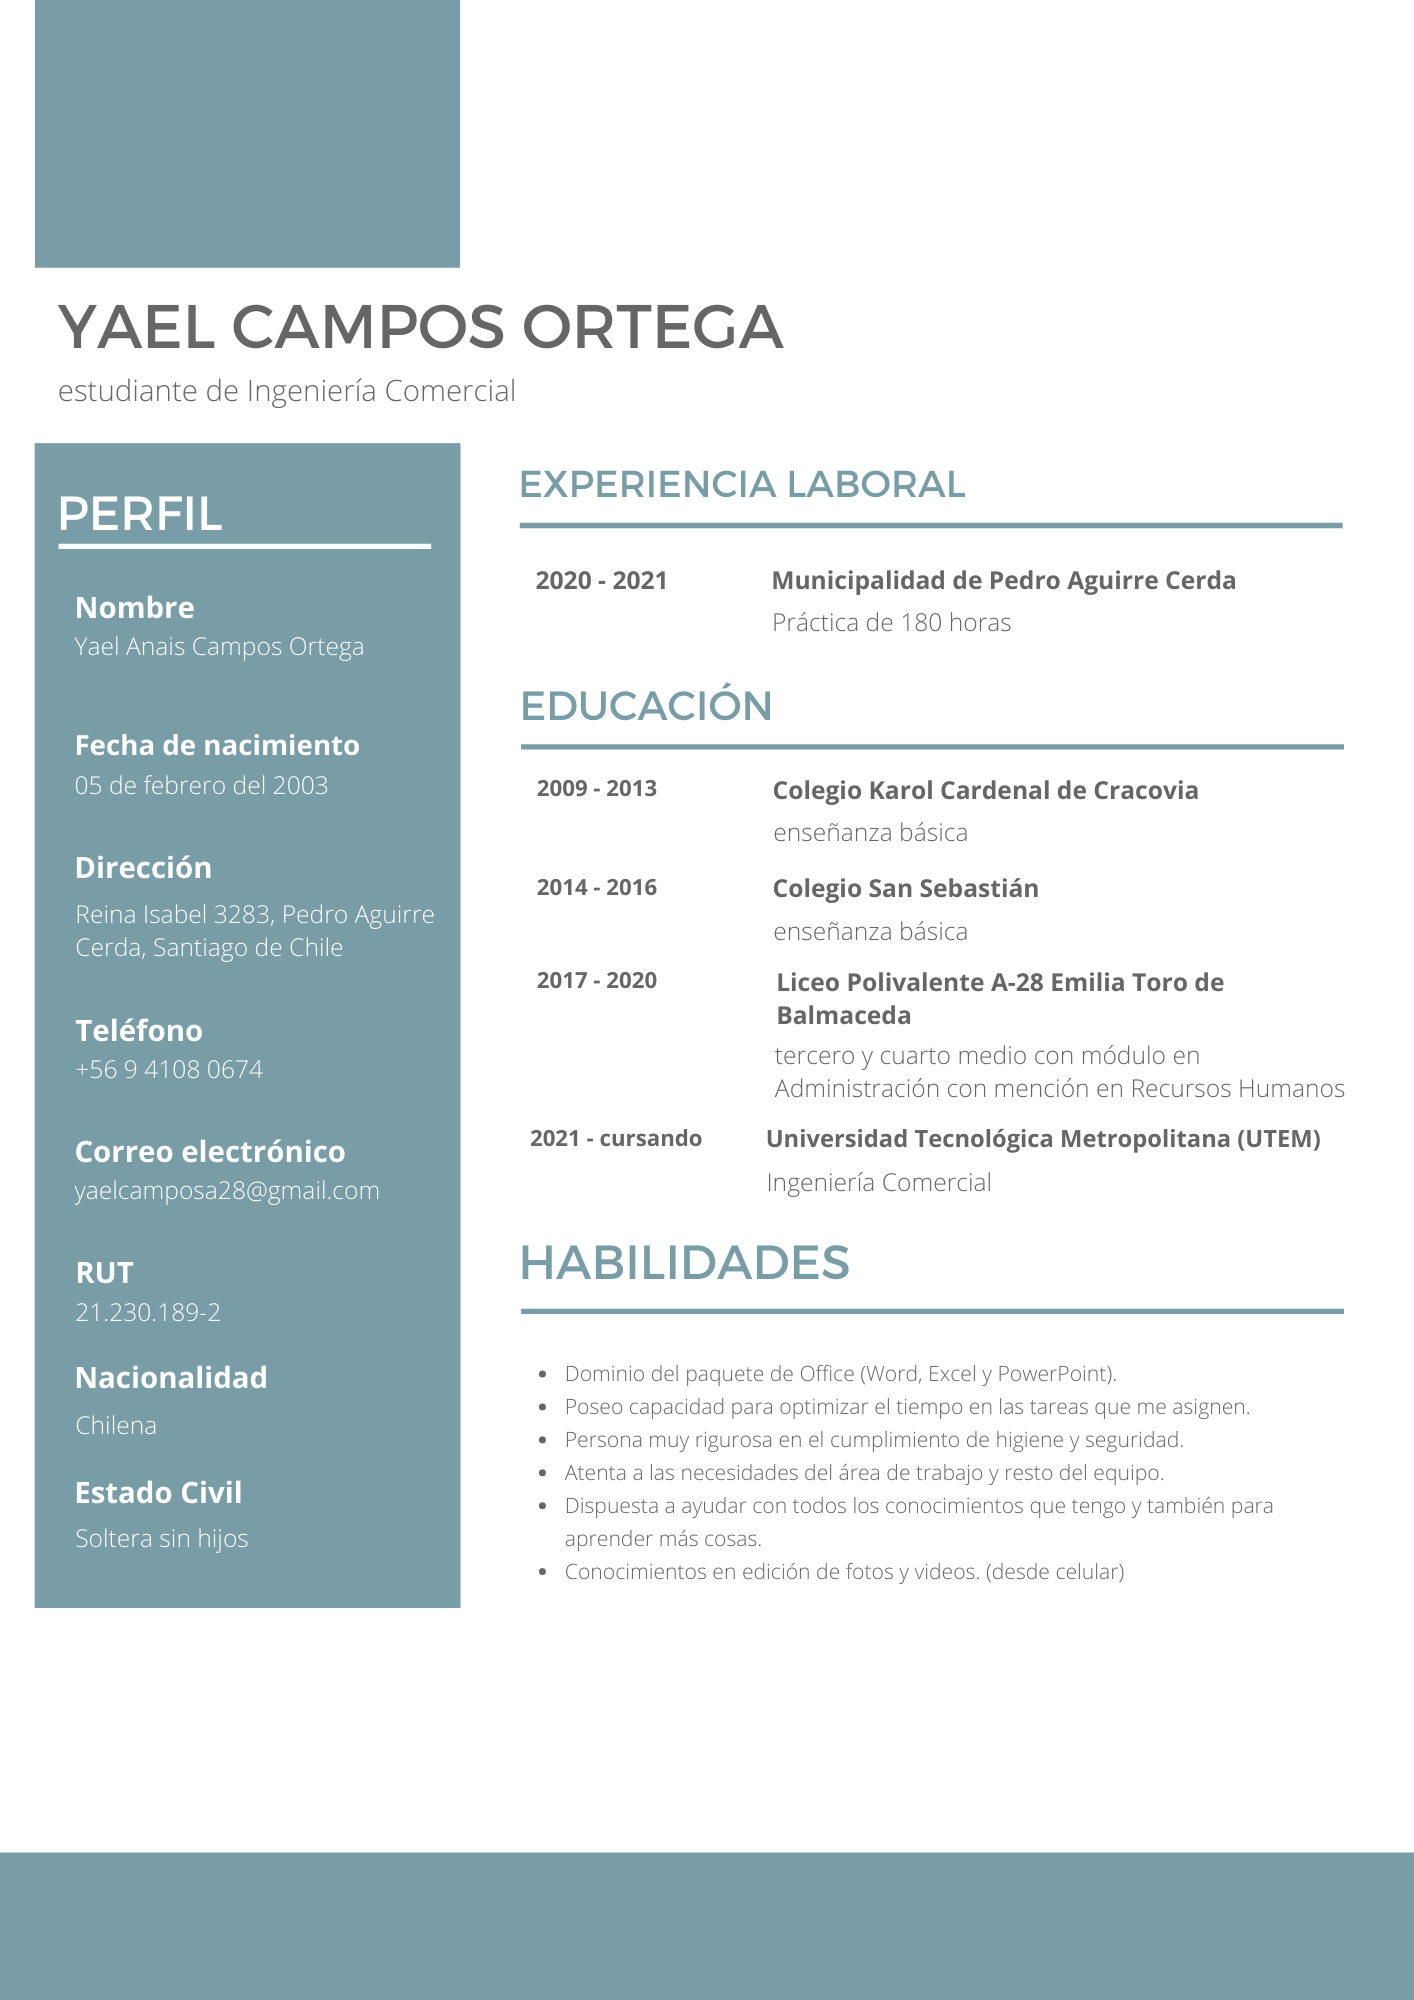 YAEL CAMPOS ORTEGA
estudiante de Ingeniería Comercial
PERFIL
Nombre
Yael Anais Campos Ortega
Fecha de nacimiento
05 de febrero del 2003
Dirección
Reina Isabel 3283, Pedro Aguirre
Cerda, Santiago de Chile
Teléfono
+56 9 4108 0674
Correo electrónico
yaelcamposa28@gmail.com
RUT
21.230.189-2
Nacionalidad
Chilena
Estado Civil
Soltera sin hijos
EXPERIENCIA LABORAL
2020 - 2021 Municipalidad de Pedro Aguirre Cerda
Práctica de 180 horas
EDUCACIÓN
2009 - 2013 Colegio Karol Cardenal de Cracovia
enseñanza básica
2014 - 2016 Colegio San Sebastián
enseñanza básica
2017 - 2020 Liceo Polivalente A-28 Emilia Toro de
Balmaceda
tercero y cuarto medio con módulo en
Administración con mención en Recursos Humanos
2021 - cursando Universidad Tecnológica Metropolitana (UTEM)
Ingeniería Comercial
HABILIDADES
• Dominio del paquete de Office (Word, Excel y PowerPoint).
• Poseo capacidad para optimizar el tiempo en las tareas que me asignen.
• Persona muy rigurosa en el cumplimiento de higiene y seguridad.
• Atenta a las necesidades del área de trabajo y resto del equipo.
• Dispuesta a ayudar con todos los conocimientos que tengo y también para
aprender más cosas.
• Conocimientos en edición de fotos y videos. (desde celular)